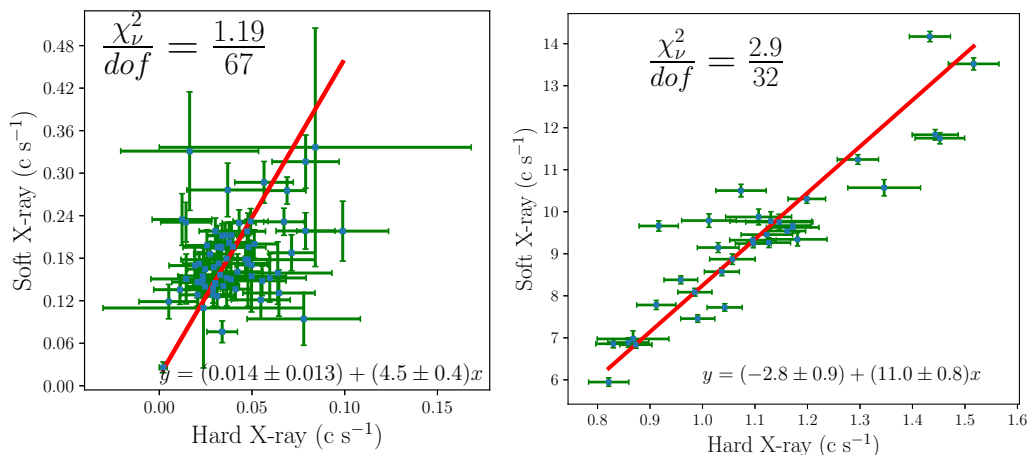 χ²_ν / dof = 1.19 / 67
Soft X-ray (c s⁻¹)
0.48
0.42
0.36
0.30
0.24
0.18
0.12
0.06
0.00
y = (0.014 ± 0.013) + (4.5 ± 0.4)x
0.00 0.05 0.10 0.15
Hard X-ray (c s⁻¹)
χ²_ν / dof = 2.9 / 32
Soft X-ray (c s⁻¹)
14
13
12
11
10
9
8
7
6
y = (−2.8 ± 0.9) + (11.0 ± 0.8)x
0.8 0.9 1.0 1.1 1.2 1.3 1.4 1.5 1.6
Hard X-ray (c s⁻¹)